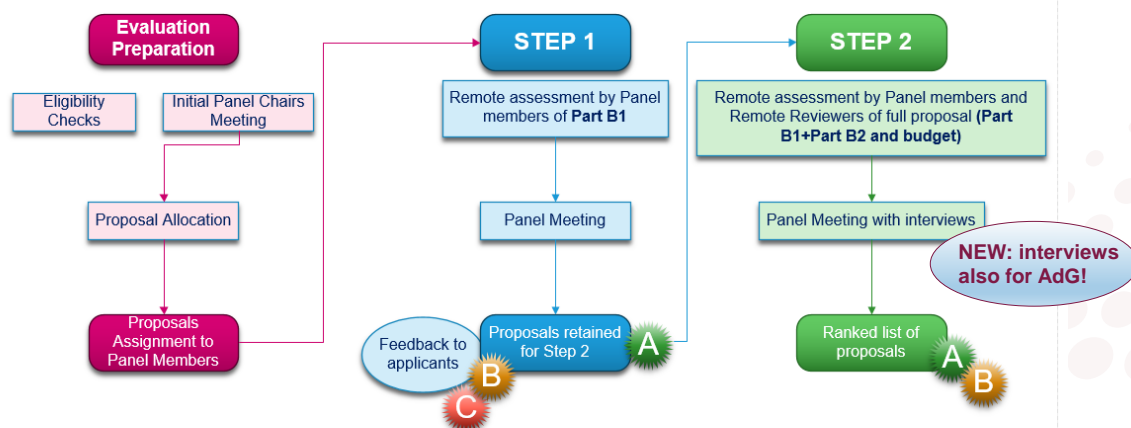 Evaluation
Preparation
Eligibility
Checks
Initial Panel Chairs
Meeting
Proposal Allocation
Proposals
Assignment to
Panel Members
STEP 1
Remote assessment by Panel
members of Part B1
Panel Meeting
Feedback to
applicants
Proposals retained
for Step 2
A
B
C
STEP 2
Remote assessment by Panel members and
Remote Reviewers of full proposal (Part
B1+Part B2 and budget)
Panel Meeting with interviews
NEW: interviews
also for AdG!
Ranked list of
proposals
A
B